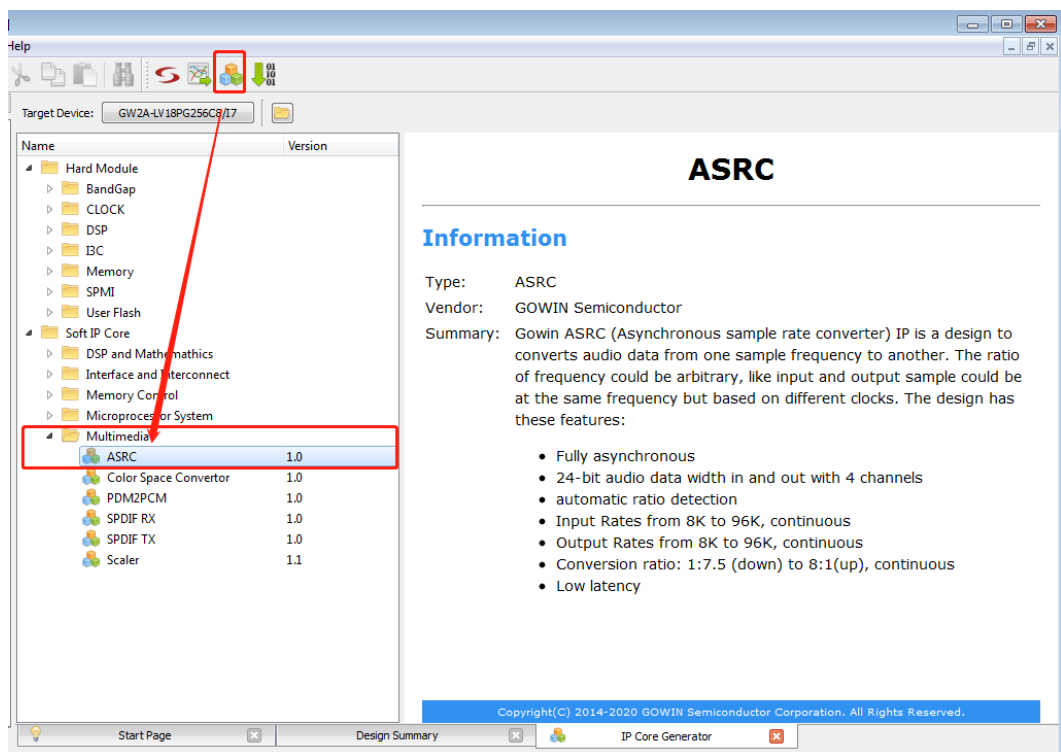 Help
01
10
01
Target Device: GW2A-LV18PG256C8/I7
Name Version
Hard Module
BandGap
CLOCK
DSP
I3C
Memory
SPMI
User Flash
Soft IP Core
DSP and Mathemathics
Interface and Interconnect
Memory Control
Microprocessor System
Multimedia
ASRC 1.0
Color Space Convertor 1.0
PDM2PCM 1.0
SPDIF RX 1.0
SPDIF TX 1.0
Scaler 1.1
ASRC
Information
Type: ASRC
Vendor: GOWIN Semiconductor
Summary: Gowin ASRC (Asynchronous sample rate converter) IP is a design to
converts audio data from one sample frequency to another. The ratio
of frequency could be arbitrary, like input and output sample could be
at the same frequency but based on different clocks. The design has
these features:
• Fully asynchronous
• 24-bit audio data width in and out with 4 channels
• automatic ratio detection
• Input Rates from 8K to 96K, continuous
• Output Rates from 8K to 96K, continuous
• Conversion ratio: 1:7.5 (down) to 8:1(up), continuous
• Low latency
Copyright(C) 2014-2020 GOWIN Semiconductor Corporation. All Rights Reserved.
Start Page Design Summary IP Core Generator